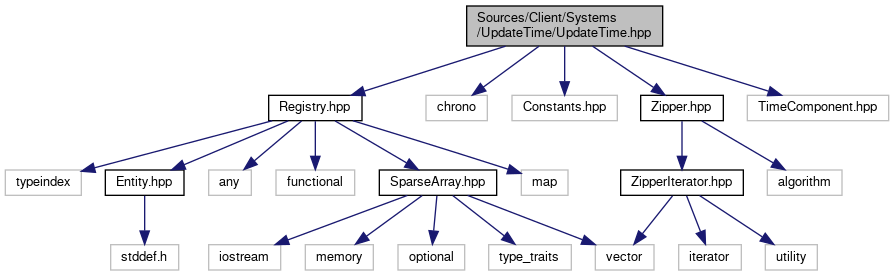 Sources/Client/Systems
/UpdateTime/UpdateTime.hpp
Registry.hpp
chrono
Constants.hpp
Zipper.hpp
TimeComponent.hpp
typeindex
Entity.hpp
any
functional
SparseArray.hpp
map
ZipperIterator.hpp
algorithm
stddef.h
iostream
memory
optional
type_traits
vector
iterator
utility